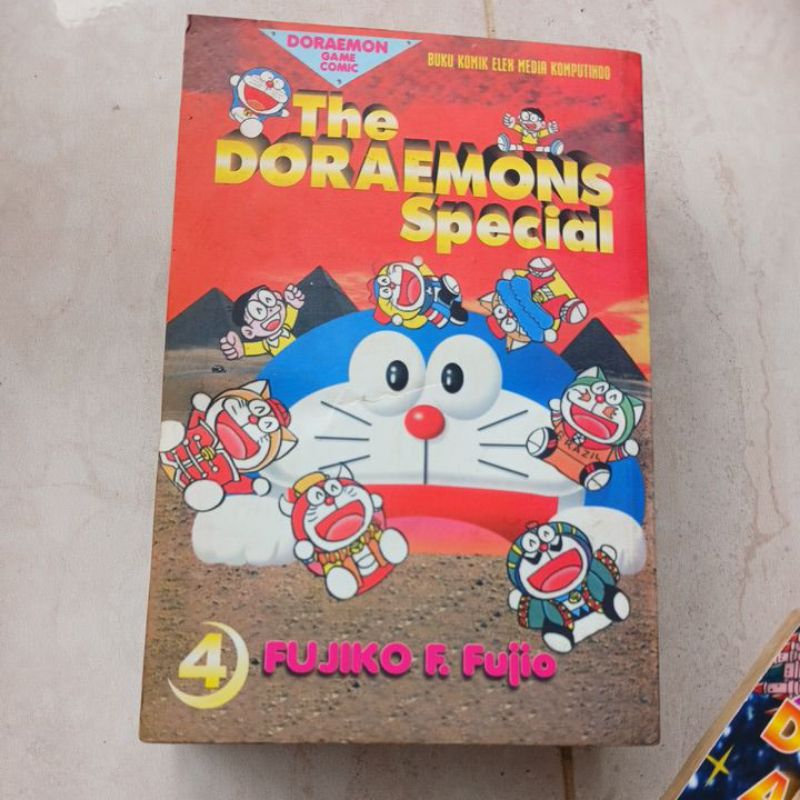 DORAEMON
GAME
COMIC
BUKU KOMIK ELEX MEDIA KOMPUTINDO
The
DORAEMONS
Special
BRAZIL
4
FUJIKO F. Fujio
D
A